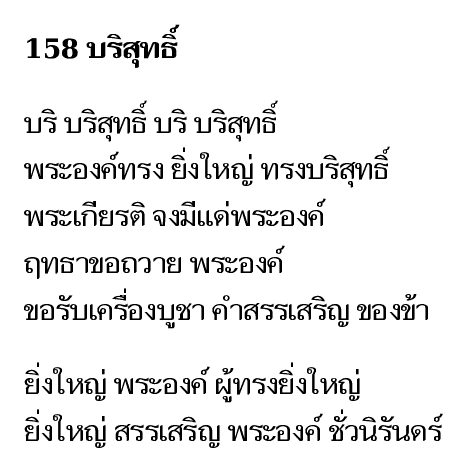 158 บริสุทธิ์
บริ บริสุทธิ์ บริ บริสุทธิ์
พระองค์ทรง ยิ่งใหญ่ ทรงบริสุทธิ์
พระเกียรติ จงมีแด่พระองค์
ฤทธาขอถวาย พระองค์
ขอรับเครื่องบูชา คำสรรเสริญ ของข้า
ยิ่งใหญ่ พระองค์ ผู้ทรงยิ่งใหญ่
ยิ่งใหญ่ สรรเสริญ พระองค์ ชั่วนิรันดร์